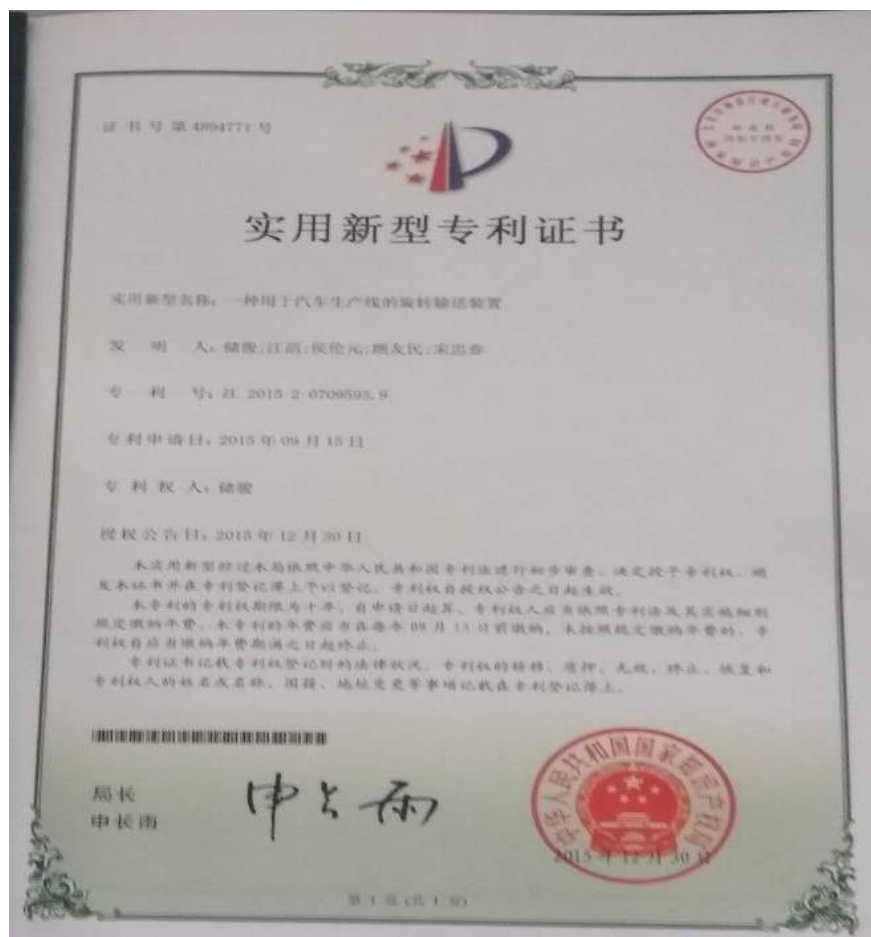 证书号第4894771号
实用新型专利证书
实用新型名称：一种用于汽车生产线的旋转输送装置
发 明 人：储骏;江滔;侯伦元;顾友民;宋忠春
专 利 号：ZL 2015 2 0709593.9
专利申请日：2015年09月15日
专 利 权 人：储骏
授权公告日：2015年12月30日
本实用新型经过本局依照中华人民共和国专利法进行初步审查，决定授予专利权，颁
发本证书并在专利登记簿上予以登记。专利权自授权公告之日起生效。
本专利的专利权期限为十年，自申请日起算。专利权人应当依照专利法及其实施细则
规定缴纳年费。本专利的年费应当在每年09月15日前缴纳。未按照规定缴纳年费的，专
利权自应当缴纳年费期满之日起终止。
专利证书记载专利权登记时的法律状况。专利权的转移、质押、无效、终止、恢复和
专利权人的姓名或名称、国籍、地址变更等事项记载在专利登记簿上。
局长
申长雨
申长雨
中华人民共和国国家知识产权局
2015年12月30日
第1页(共1页)